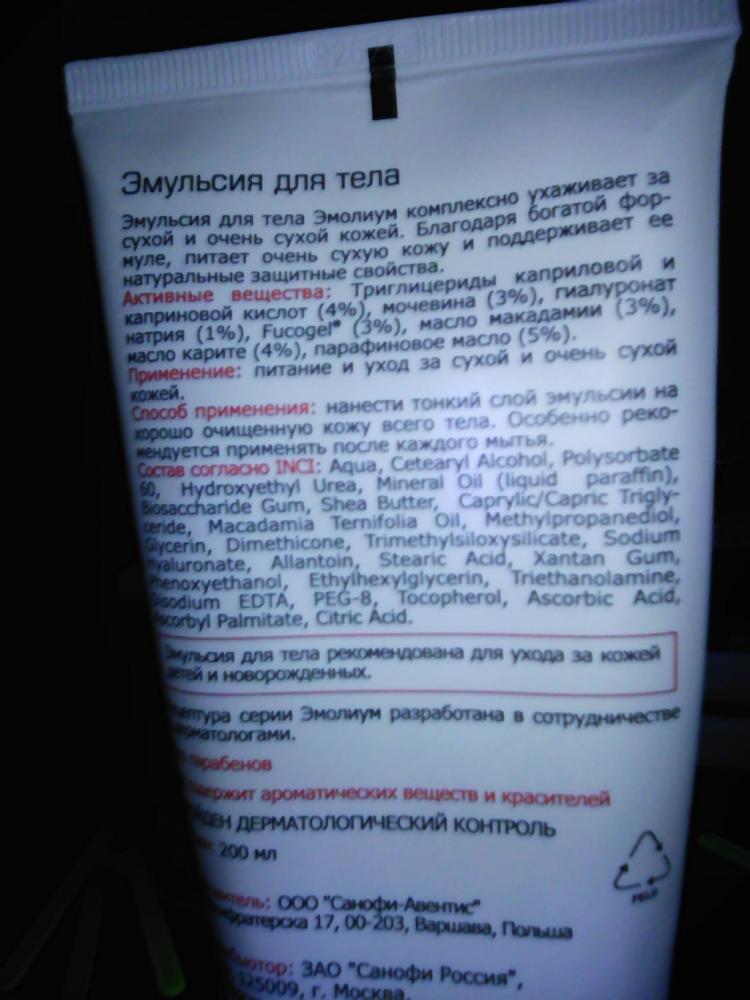 Эмульсия для тела
Эмульсия для тела Эмолиум комплексно ухаживает за
сухой и очень сухой кожей. Благодаря богатой фор-
муле, питает очень сухую кожу и поддерживает ее
натуральные защитные свойства.
Активные вещества: Триглицериды каприловой и
каприновой кислот (4%), мочевина (3%), гиалуронат
натрия (1%), Fucogel® (3%), масло макадамии (3%),
масло карите (4%), парафиновое масло (5%).
Применение: питание и уход за сухой и очень сухой
кожей.
Способ применения: нанести тонкий слой эмульсии на
хорошо очищенную кожу всего тела. Особенно реко-
мендуется применять после каждого мытья.
Состав согласно INCI: Aqua, Cetearyl Alcohol, Polysorbate
60, Hydroxyethyl Urea, Mineral Oil (liquid paraffin),
Biosaccharide Gum, Shea Butter, Caprylic/Capric Trigly-
ceride, Macadamia Ternifolia Oil, Methylpropanediol,
Glycerin, Dimethicone, Trimethylsiloxysilicate, Sodium
Hyaluronate, Allantoin, Stearic Acid, Xantan Gum,
Phenoxyethanol, Ethylhexylglycerin, Triethanolamine,
Disodium EDTA, PEG-8, Tocopherol, Ascorbic Acid,
Ascorbyl Palmitate, Citric Acid.
Эмульсия для тела рекомендована для ухода за кожей
детей и новорожденных.
серии Эмолиум разработана в сотрудничестве
парабенов
ароматических веществ и красителей
ДЕРМАТОЛОГИЧЕСКИЙ КОНТРОЛЬ
200 мл
ООО "Санофи-Авентис"
17, 00-203, Варшава, Польша
ЗАО "Санофи Россия",
125009, г. Москва,